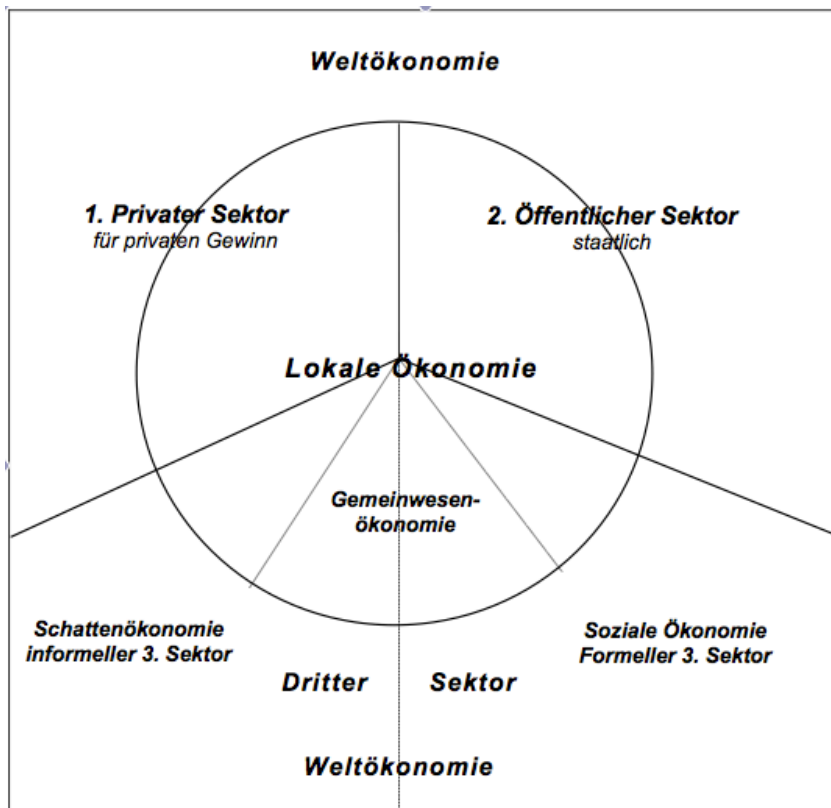 Weltökonomie
1. Privater Sektor
für privaten Gewinn
2. Öffentlicher Sektor
staatlich
Lokale Ökonomie
Gemeinwesen-
ökonomie
Schattenökonomie
informeller 3. Sektor
Soziale Ökonomie
Formeller 3. Sektor
Dritter Sektor
Weltökonomie